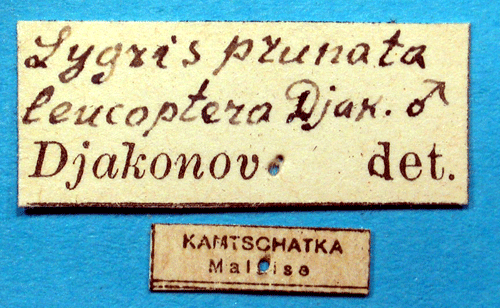 Lygris prunata
leucoptera Djak. ♂
Djakonov det.
KAMTSCHATKA
Malaise